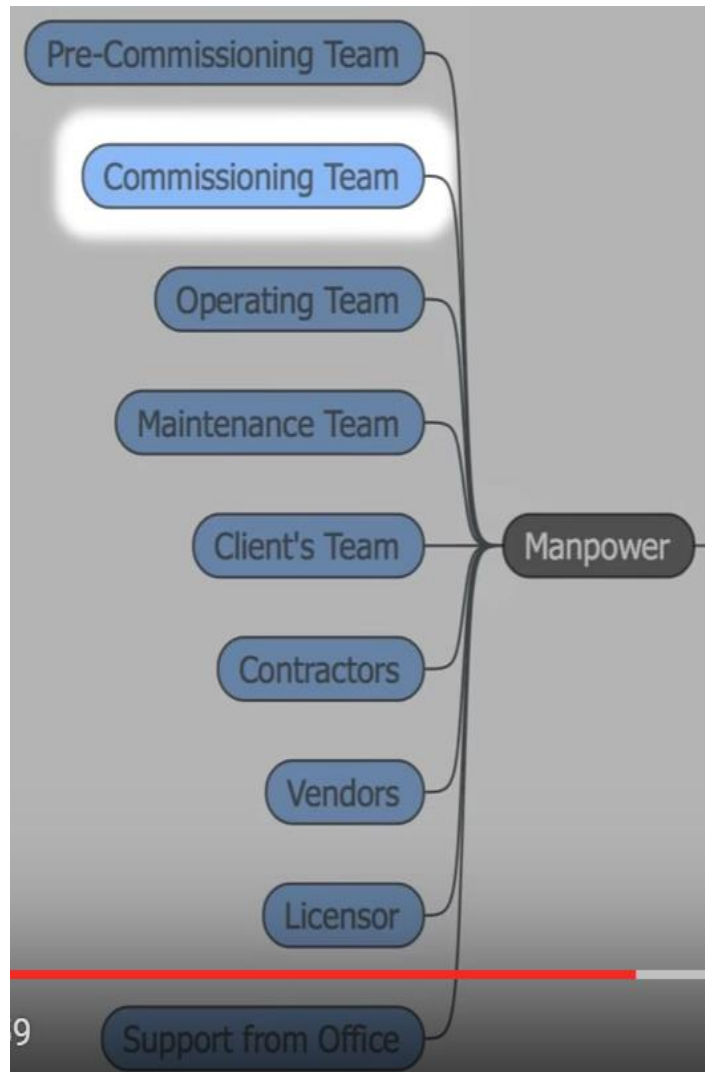 Pre-Commissioning Team
Commissioning Team
Operating Team
Maintenance Team
Client's Team
Manpower
Contractors
Vendors
Licensor
Support from Office